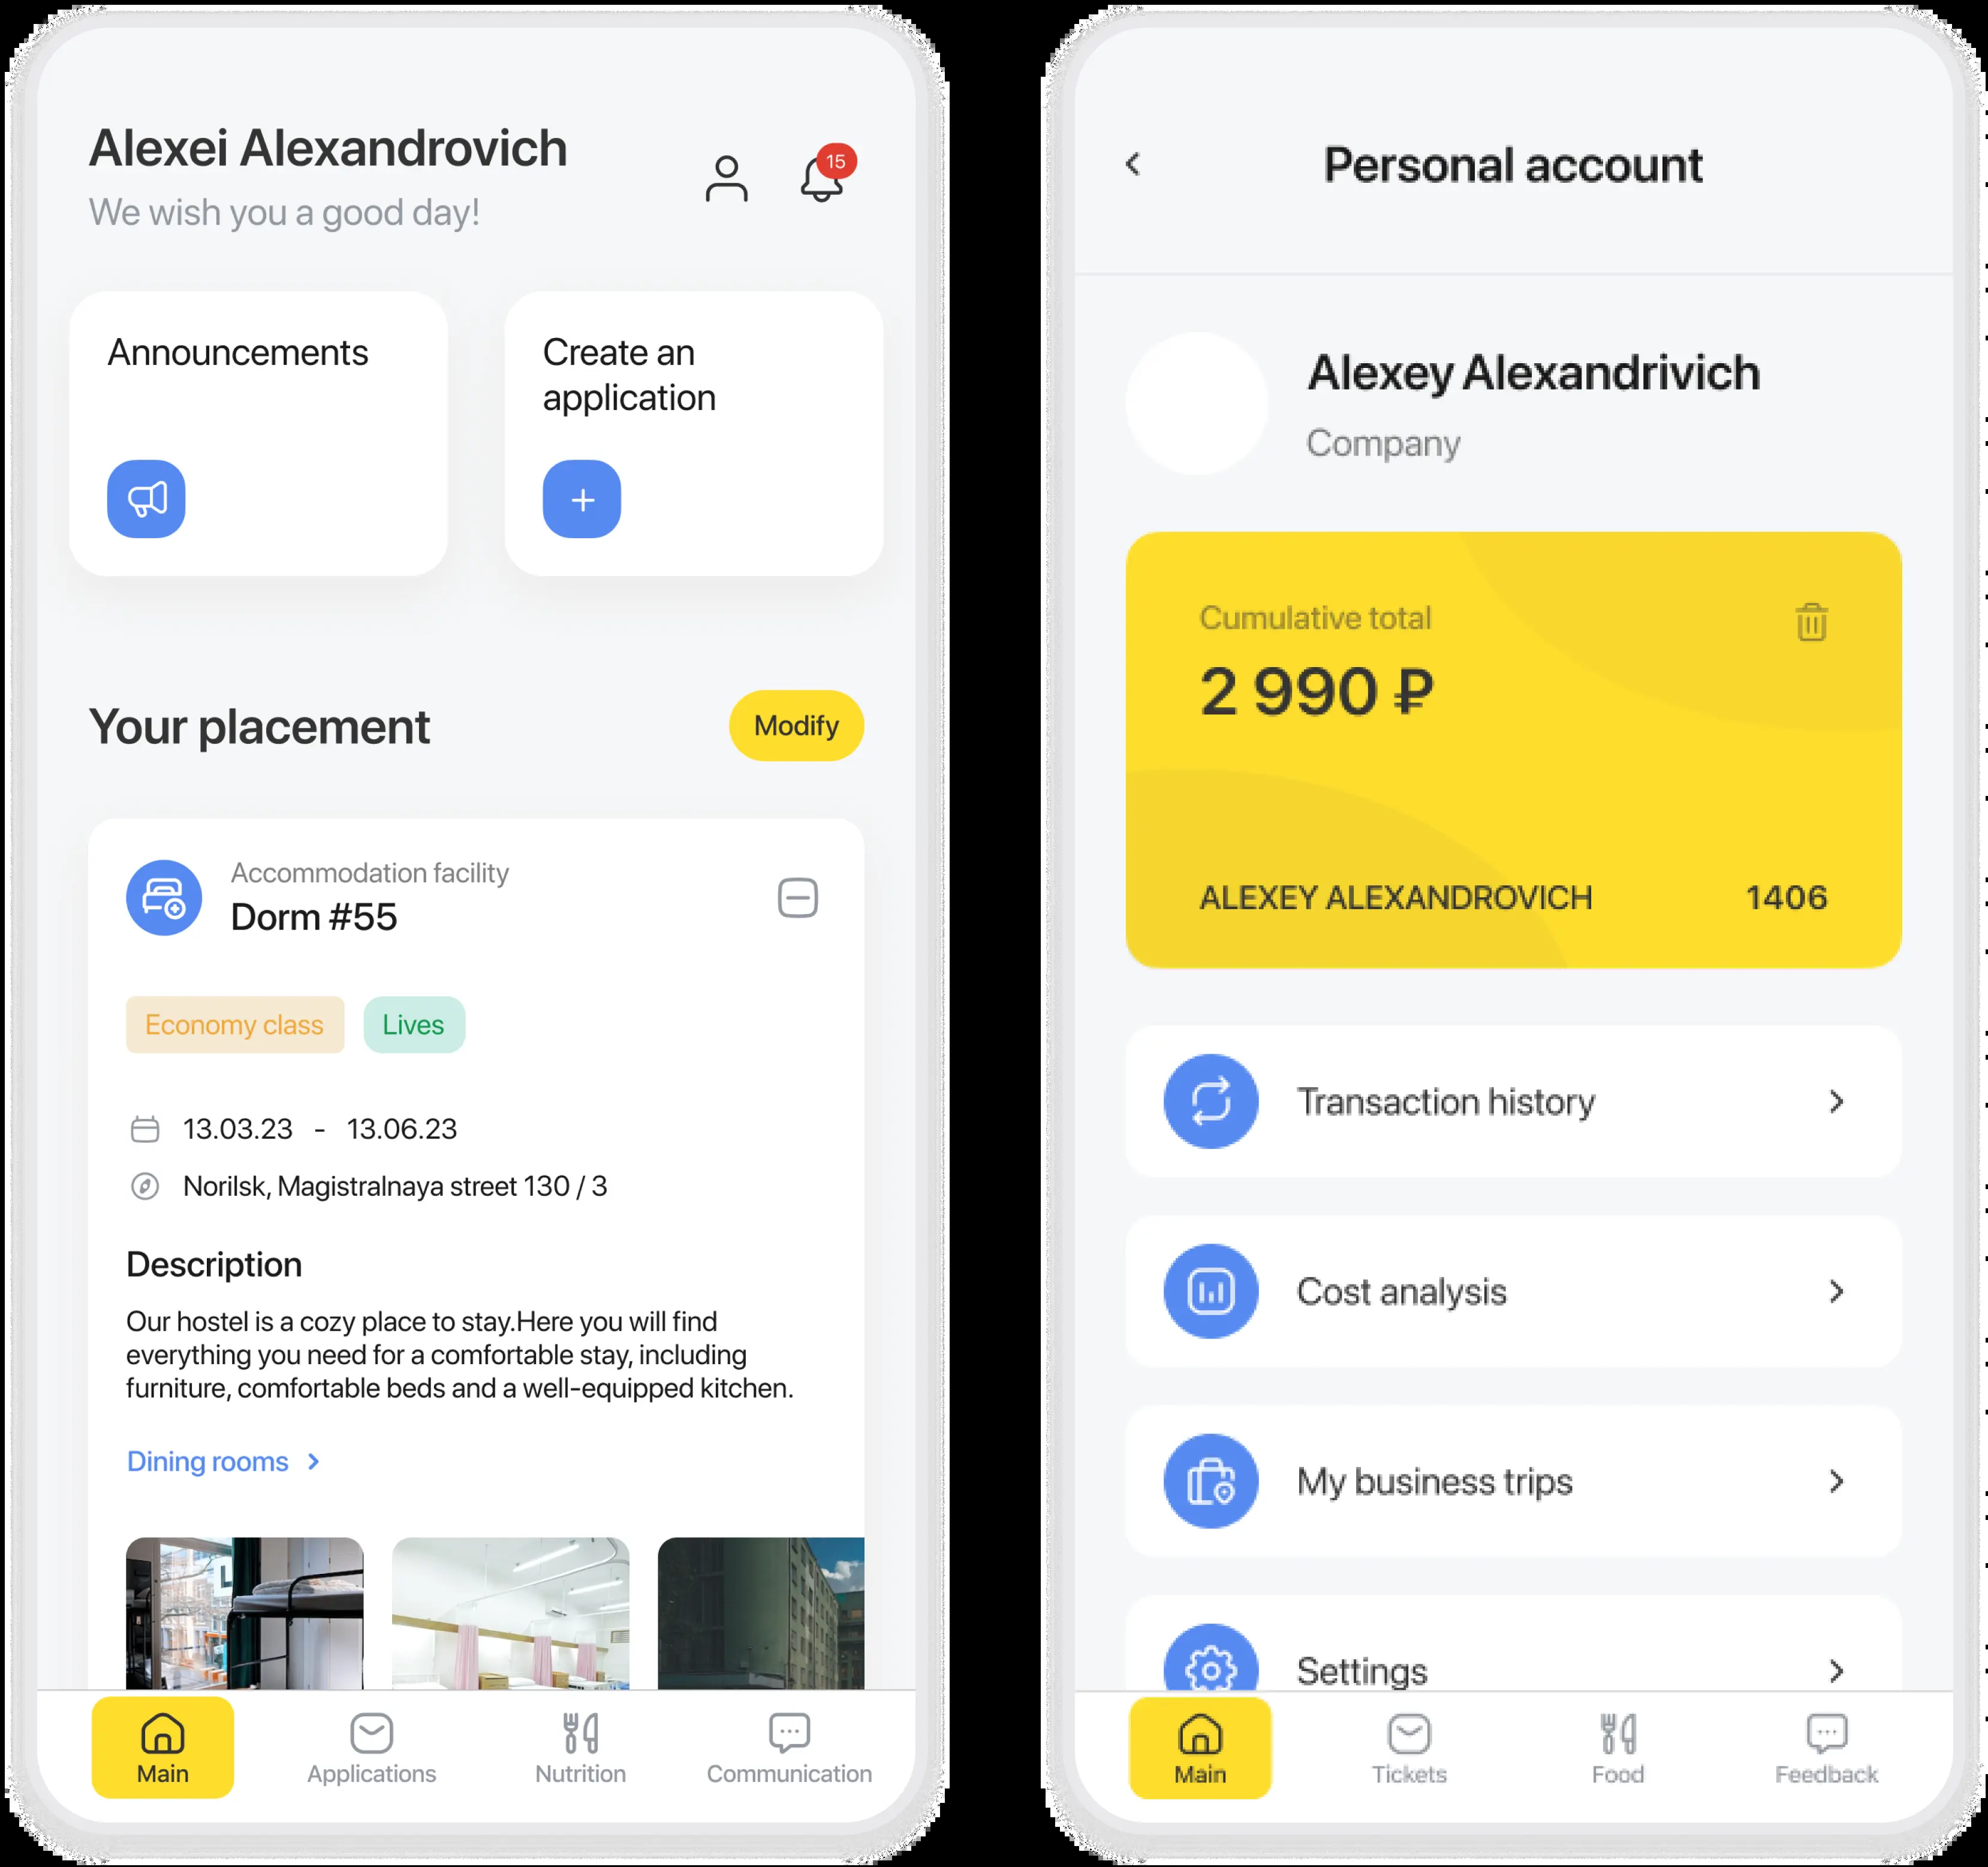 Alexei Alexandrovich
We wish you a good day!
15
Announcements
Create an
application
Your placement
Modify
Accommodation facility
Dorm #55
Economy class
Lives
13.03.23 - 13.06.23
Norilsk, Magistralnaya street 130 / 3
Description
Our hostel is a cozy place to stay.Here you will find
everything you need for a comfortable stay, including
furniture, comfortable beds and a well-equipped kitchen.
Dining rooms
Main
Applications
Nutrition
Communication
Personal account
Alexey Alexandrivich
Company
Cumulative total
2 990 ₽
ALEXEY ALEXANDROVICH
1406
Transaction history
Cost analysis
My business trips
Settings
Main
Tickets
Food
Feedback